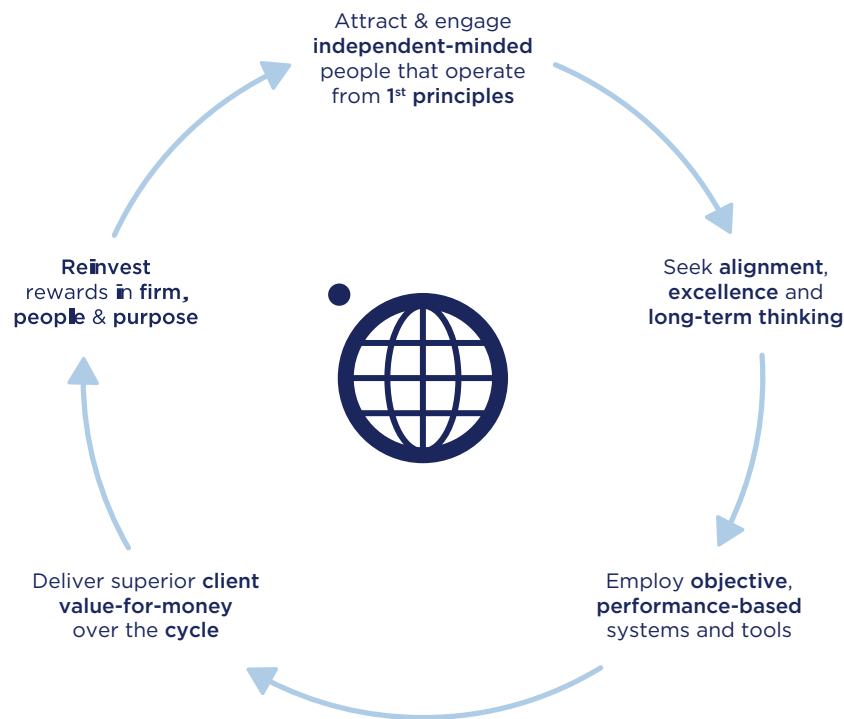 Attract & engage
independent-minded
people that operate
from 1st principles
Seek alignment,
excellence and
long-term thinking
Employ objective,
performance-based
systems and tools
Deliver superior client
value-for-money
over the cycle
Reinvest
rewards in firm,
people & purpose